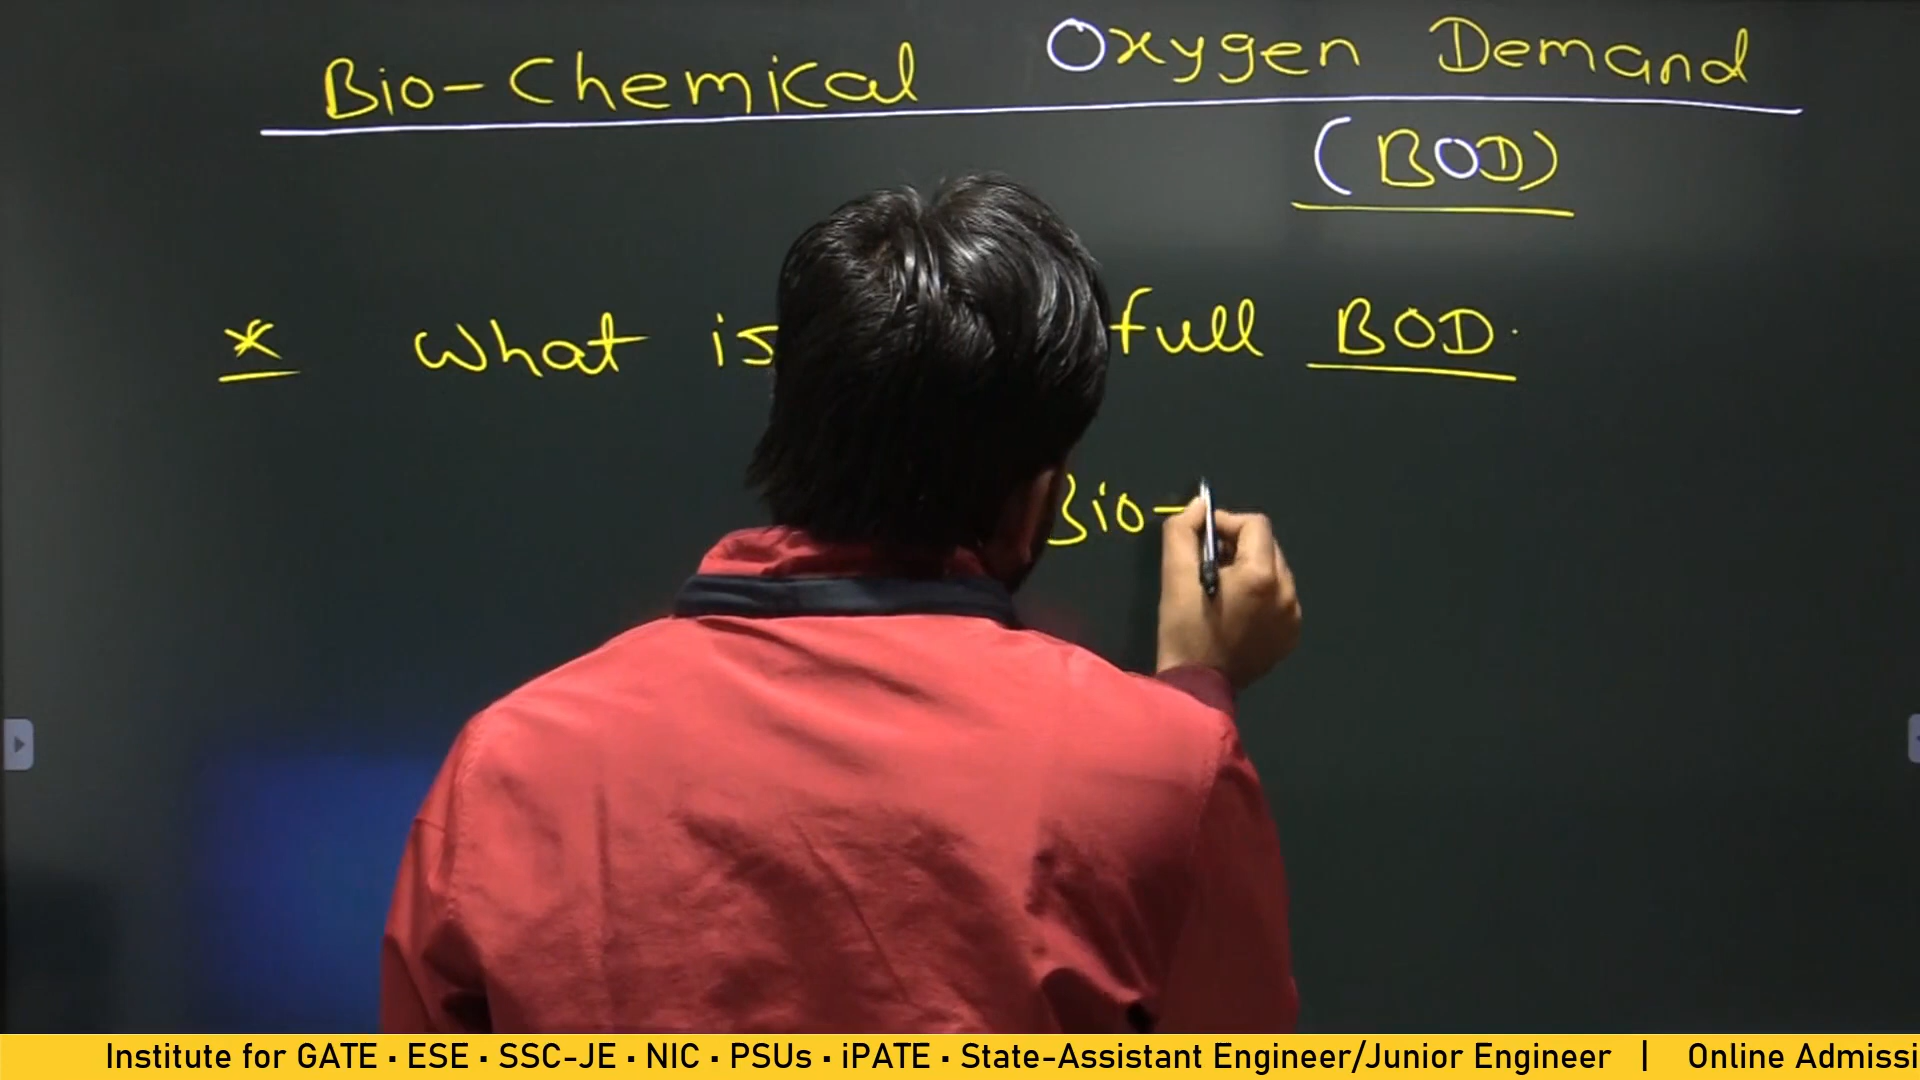 Bio-Chemical Oxygen Demand
(BOD)
* What is full BOD.
Bio-
Institute for GATE · ESE · SSC-JE · NIC · PSUs · iPATE · State-Assistant Engineer/Junior Engineer | Online Admissi